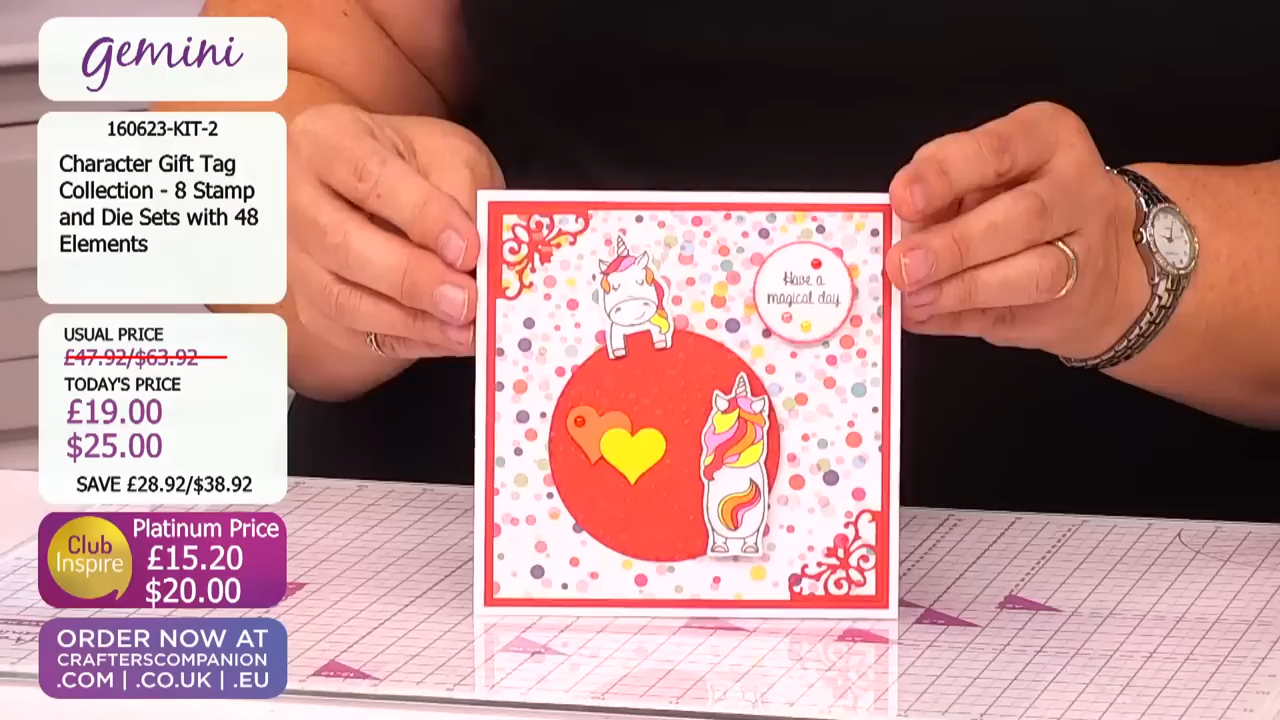 gemini
160623-KIT-2
Character Gift Tag
Collection - 8 Stamp
and Die Sets with 48
Elements
USUAL PRICE
£47.92/$63.92
TODAY'S PRICE
£19.00
$25.00
SAVE £28.92/$38.92
Club
Inspire
Platinum Price
£15.20
$20.00
ORDER NOW AT
CRAFTERSCOMPANION
.COM | .CO.UK | .EU
Have a
magical day